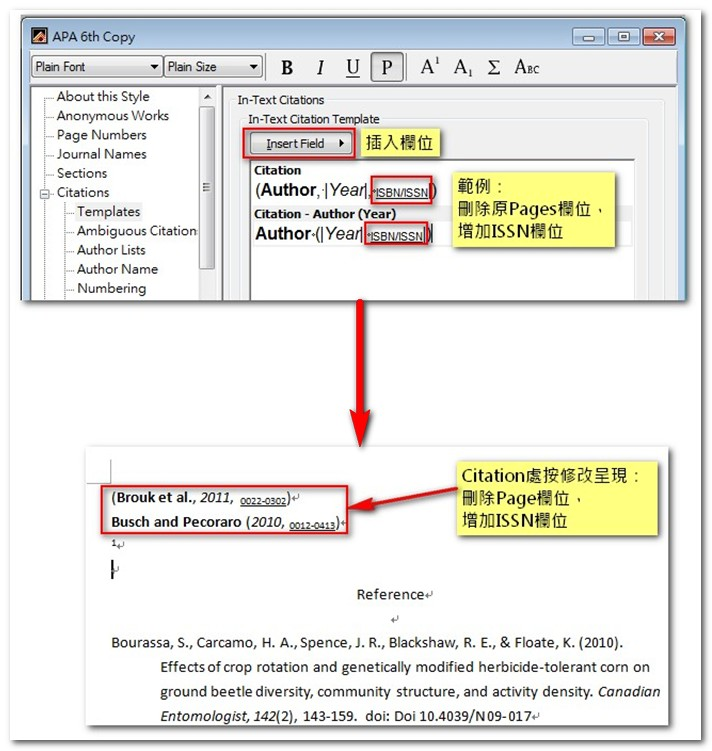 APA 6th Copy
Plain Font Plain Size B I U P A1 A1 Σ ABC
About this Style
Anonymous Works
Page Numbers
Journal Names
Sections
Citations
Templates
Ambiguous Citation
Author Lists
Author Name
Numbering
In-Text Citations
In-Text Citation Template
Insert Field
插入欄位
Citation
(Author,·|Year|,·ISBN/ISSN|)
Citation - Author (Year)
Author·(|Year|·ISBN/ISSN|)
範例：
刪除原Pages欄位，
增加ISSN欄位
(Brouk et al., 2011, 0022-0302)
Busch and Pecoraro (2010, 0012-0413)
1
Citation處按修改呈現：
刪除Page欄位，
增加ISSN欄位
Reference
Bourassa, S., Carcamo, H. A., Spence, J. R., Blackshaw, R. E., & Floate, K. (2010).
Effects of crop rotation and genetically modified herbicide-tolerant corn on
ground beetle diversity, community structure, and activity density. Canadian
Entomologist, 142(2), 143-159. doi: Doi 10.4039/N09-017